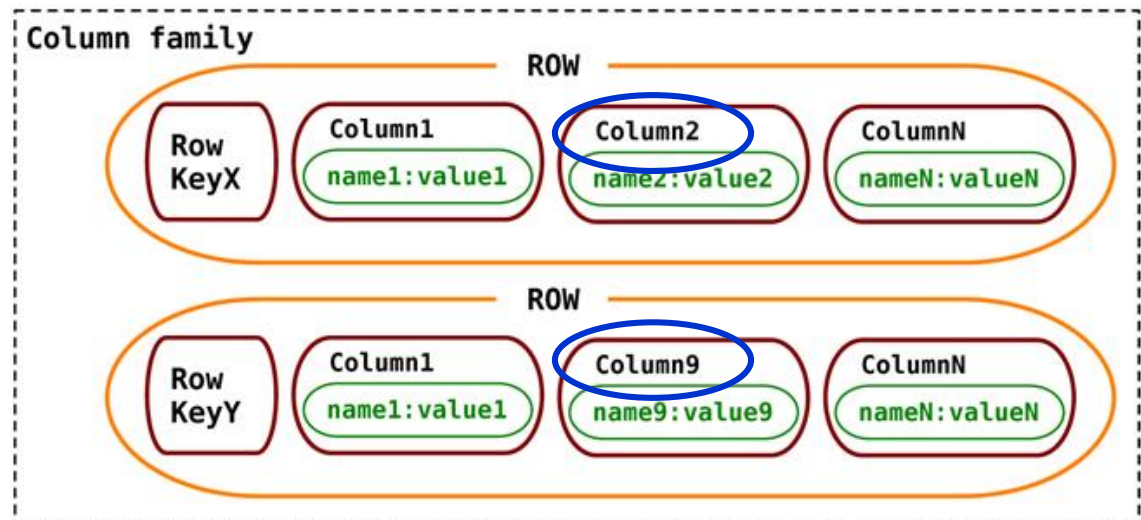 Column family
ROW
Row
KeyX
Column1
name1:value1
Column2
name2:value2
ColumnN
nameN:valueN
ROW
Row
KeyY
Column1
name1:value1
Column9
name9:value9
ColumnN
nameN:valueN